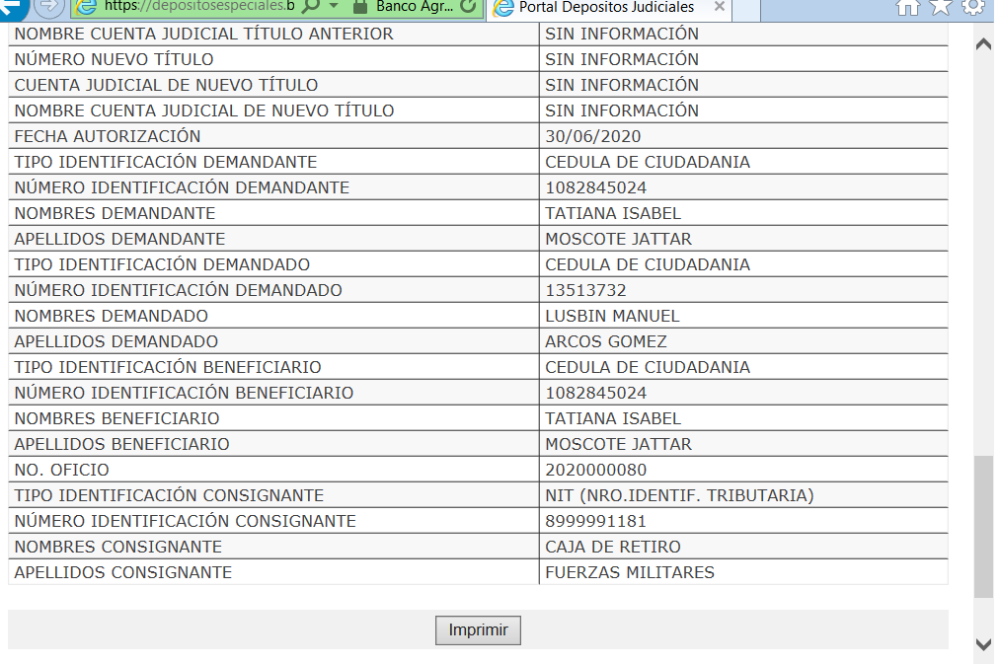 https://depositosespeciales.b Banco Agr... Portal Depositos Judiciales
NOMBRE CUENTA JUDICIAL TÍTULO ANTERIOR SIN INFORMACIÓN
NÚMERO NUEVO TÍTULO SIN INFORMACIÓN
CUENTA JUDICIAL DE NUEVO TÍTULO SIN INFORMACIÓN
NOMBRE CUENTA JUDICIAL DE NUEVO TÍTULO SIN INFORMACIÓN
FECHA AUTORIZACIÓN 30/06/2020
TIPO IDENTIFICACIÓN DEMANDANTE CEDULA DE CIUDADANIA
NÚMERO IDENTIFICACIÓN DEMANDANTE 1082845024
NOMBRES DEMANDANTE TATIANA ISABEL
APELLIDOS DEMANDANTE MOSCOTE JATTAR
TIPO IDENTIFICACIÓN DEMANDADO CEDULA DE CIUDADANIA
NÚMERO IDENTIFICACIÓN DEMANDADO 13513732
NOMBRES DEMANDADO LUSBIN MANUEL
APELLIDOS DEMANDADO ARCOS GOMEZ
TIPO IDENTIFICACIÓN BENEFICIARIO CEDULA DE CIUDADANIA
NÚMERO IDENTIFICACIÓN BENEFICIARIO 1082845024
NOMBRES BENEFICIARIO TATIANA ISABEL
APELLIDOS BENEFICIARIO MOSCOTE JATTAR
NO. OFICIO 2020000080
TIPO IDENTIFICACIÓN CONSIGNANTE NIT (NRO.IDENTIF. TRIBUTARIA)
NÚMERO IDENTIFICACIÓN CONSIGNANTE 8999991181
NOMBRES CONSIGNANTE CAJA DE RETIRO
APELLIDOS CONSIGNANTE FUERZAS MILITARES
Imprimir